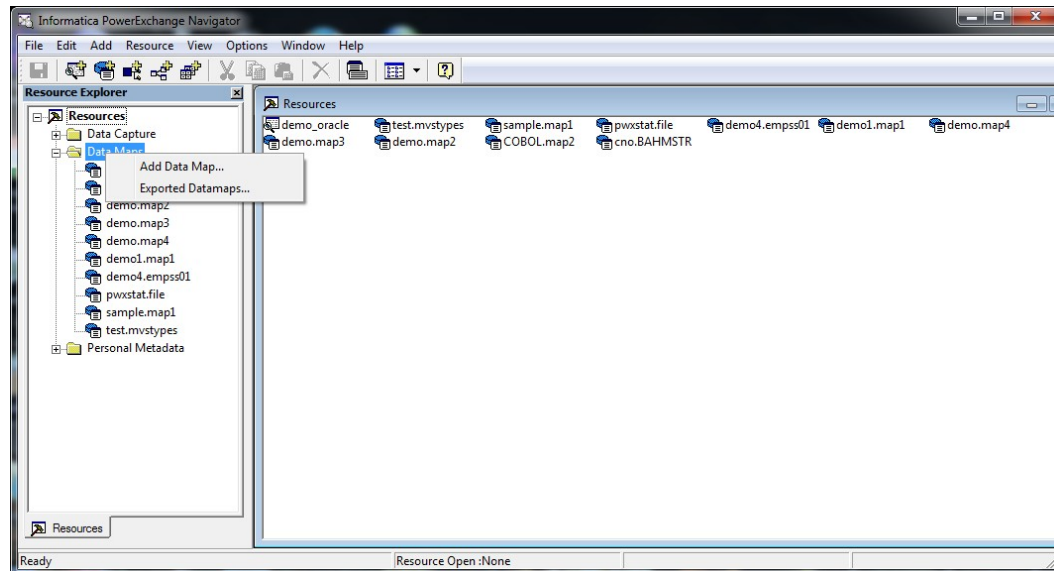 Informatica PowerExchange Navigator
File Edit Add Resource View Options Window Help
Resource Explorer
Resources
Data Capture
Data Maps
Add Data Map...
Exported Datamaps...
demo.map2
demo.map3
demo.map4
demo1.map1
demo4.empss01
pwxstat.file
sample.map1
test.mvstypes
Personal Metadata
Resources
Resources
demo_oracle test.mvstypes sample.map1 pwxstat.file demo4.empss01 demo1.map1 demo.map4
demo.map3 demo.map2 COBOL.map2 cno.BAHMSTR
Ready
Resource Open :None